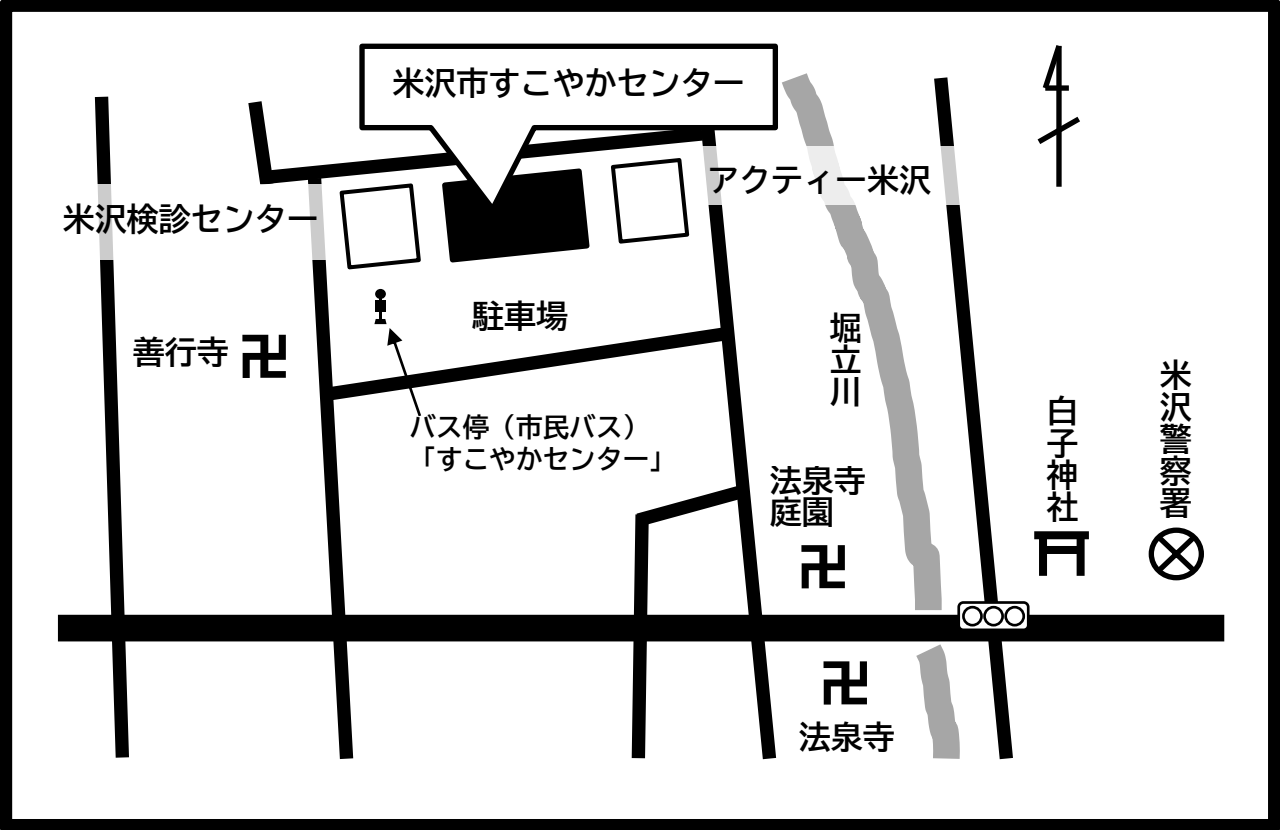 米沢市すこやかセンター
アクティー米沢
米沢検診センター
駐車場
善行寺
堀立川
バス停（市民バス）
「すこやかセンター」
米沢警察署
白子神社
法泉寺
庭園
法泉寺